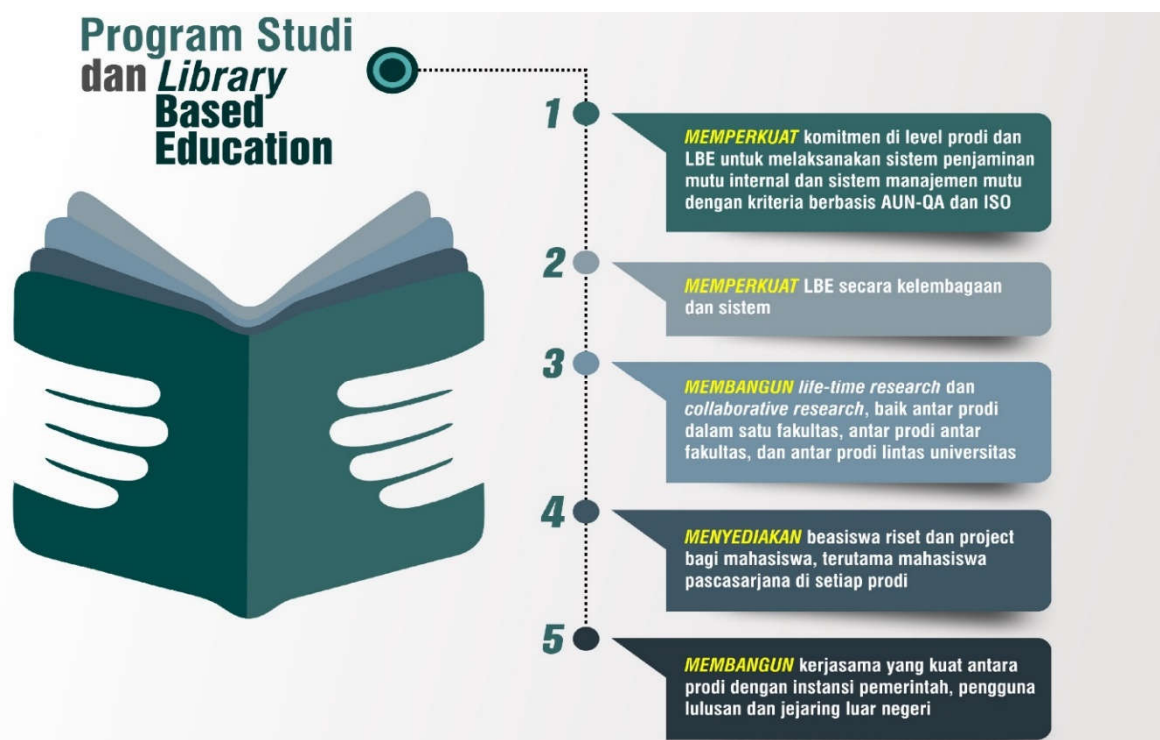 Program Studi
dan Library
Based
Education
1
MEMPERKUAT komitmen di level prodi dan
LBE untuk melaksanakan sistem penjaminan
mutu internal dan sistem manajemen mutu
dengan kriteria berbasis AUN-QA dan ISO
2
MEMPERKUAT LBE secara kelembagaan
dan sistem
3
MEMBANGUN life-time research dan
collaborative research, baik antar prodi
dalam satu fakultas, antar prodi antar
fakultas, dan antar prodi lintas universitas
4
MENYEDIAKAN beasiswa riset dan project
bagi mahasiswa, terutama mahasiswa
pascasarjana di setiap prodi
5
MEMBANGUN kerjasama yang kuat antara
prodi dengan instansi pemerintah, pengguna
lulusan dan jejaring luar negeri